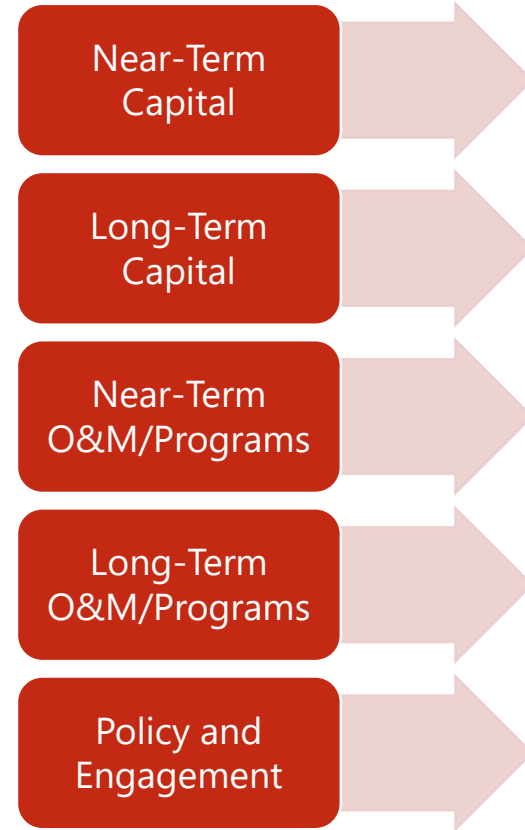 Near-Term
Capital
Long-Term
Capital
Near-Term
O&M/Programs
Long-Term
O&M/Programs
Policy and
Engagement